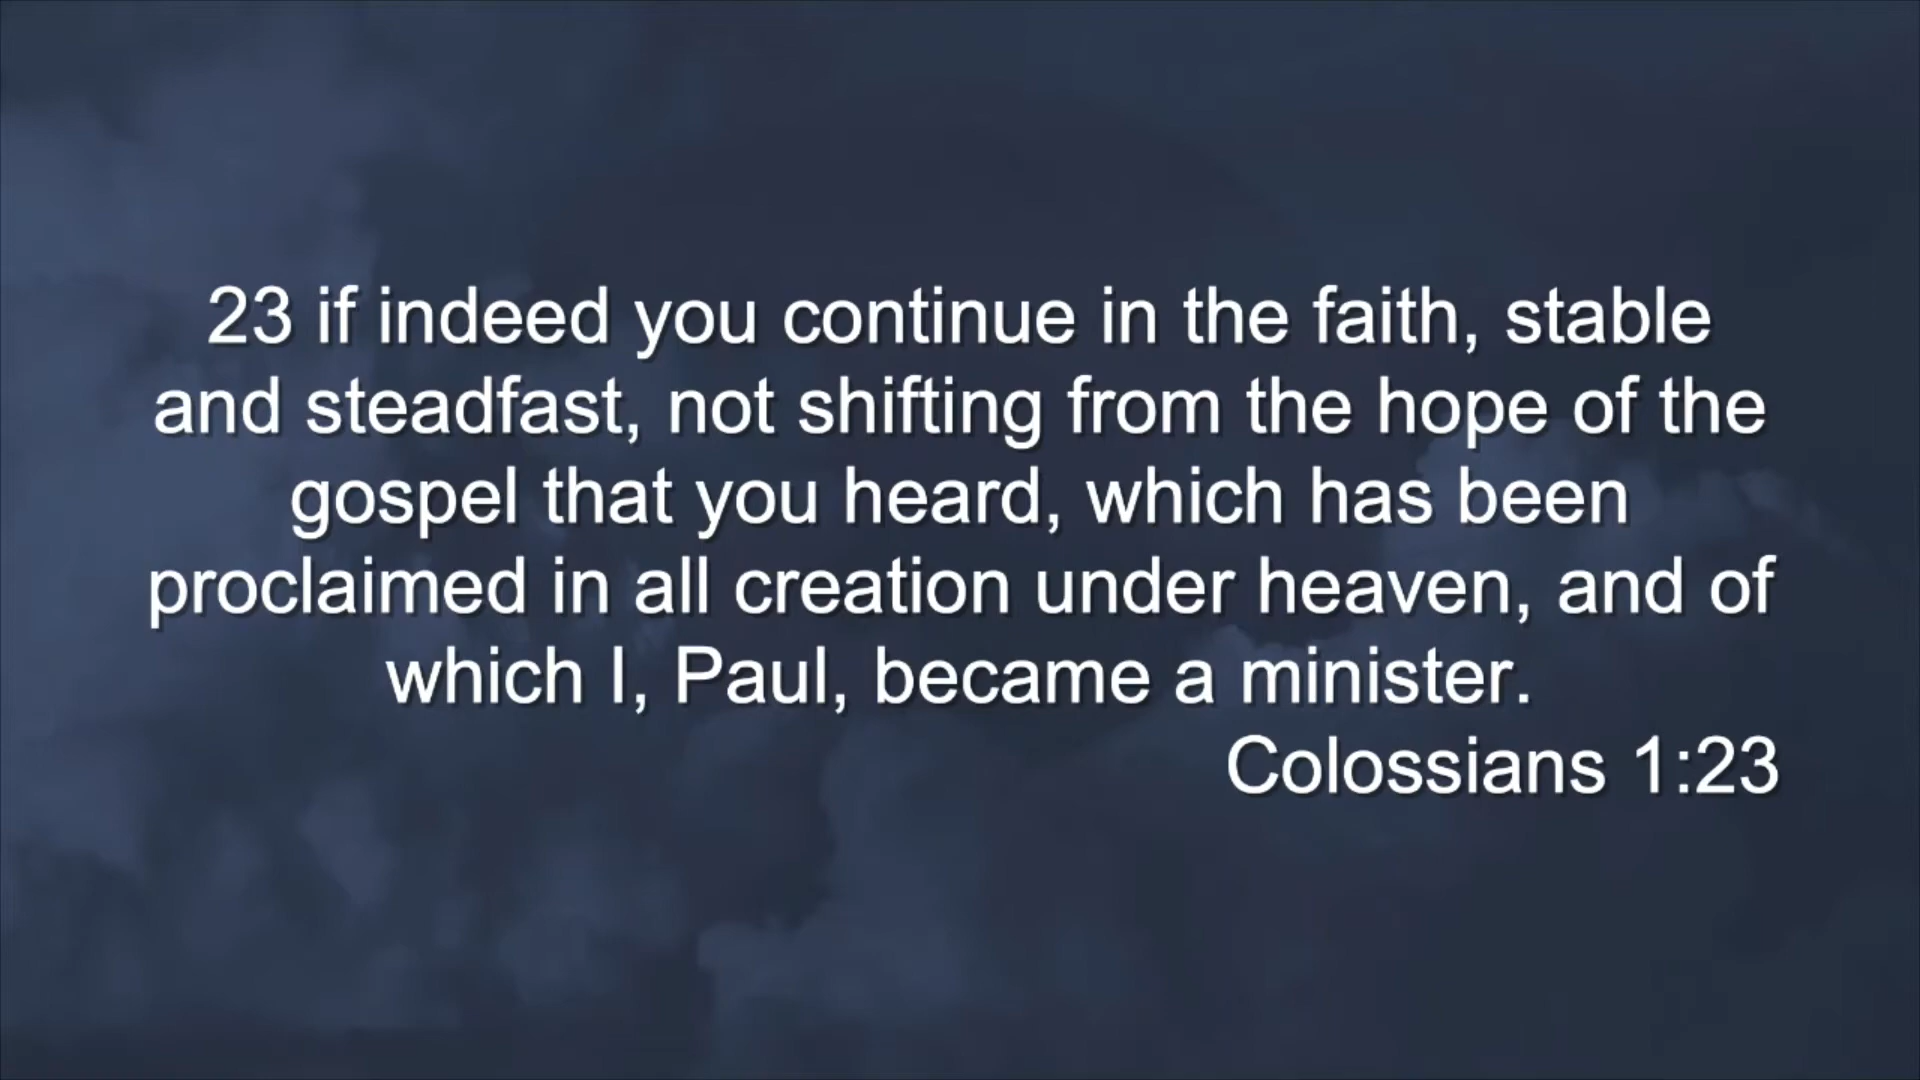 23 if indeed you continue in the faith, stable
and steadfast, not shifting from the hope of the
gospel that you heard, which has been
proclaimed in all creation under heaven, and of
which I, Paul, became a minister.
Colossians 1:23